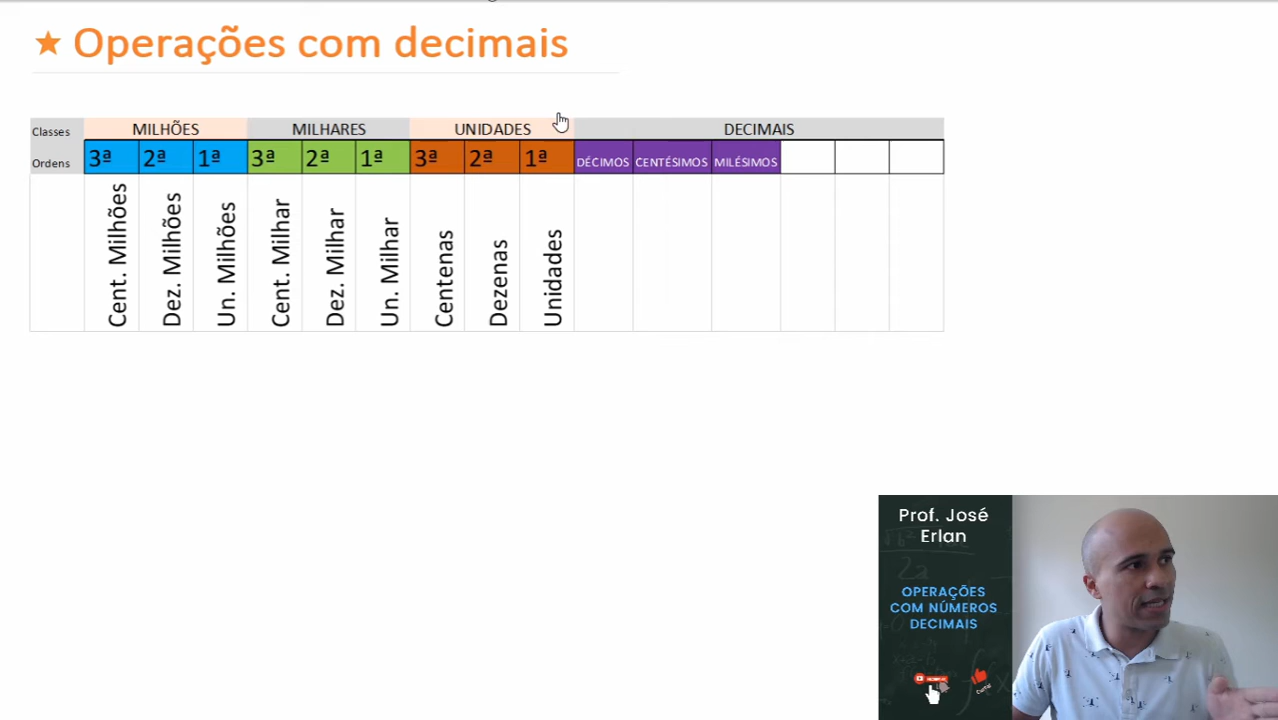 ★ Operações com decimais
Classes MILHÕES MILHARES UNIDADES DECIMAIS
Ordens 3ª 2ª 1ª 3ª 2ª 1ª 3ª 2ª 1ª DÉCIMOS CENTÉSIMOS MILÉSIMOS
Cent. Milhões Dez. Milhões Un. Milhões Cent. Milhar Dez. Milhar Un. Milhar Centenas Dezenas Unidades
Prof. José
Erlan
2a
OPERAÇÕES
COM NÚMEROS
DECIMAIS